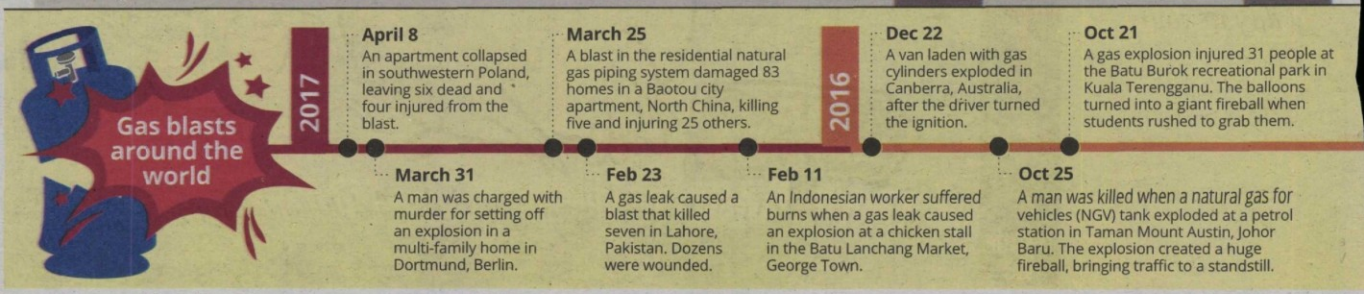 Gas blasts
around the
world
2017
April 8
An apartment collapsed
in southwestern Poland,
leaving six dead and
four injured from the
blast.
March 31
A man was charged with
murder for setting off
an explosion in a
multi-family home in
Dortmund, Berlin.
March 25
A blast in the residential natural
gas piping system damaged 83
homes in a Baotou city
apartment, North China, killing
five and injuring 25 others.
Feb 23
A gas leak caused a
blast that killed
seven in Lahore,
Pakistan. Dozens
were wounded.
Feb 11
An Indonesian worker suffered
burns when a gas leak caused
an explosion at a chicken stall
in the Batu Lanchang Market,
George Town.
2016
Dec 22
A van laden with gas
cylinders exploded in
Canberra, Australia,
after the driver turned
the ignition.
Oct 25
A man was killed when a natural gas for
vehicles (NGV) tank exploded at a petrol
station in Taman Mount Austin, Johor
Baru. The explosion created a huge
fireball, bringing traffic to a standstill.
Oct 21
A gas explosion injured 31 people at
the Batu Burok recreational park in
Kuala Terengganu. The balloons
turned into a giant fireball when
students rushed to grab them.